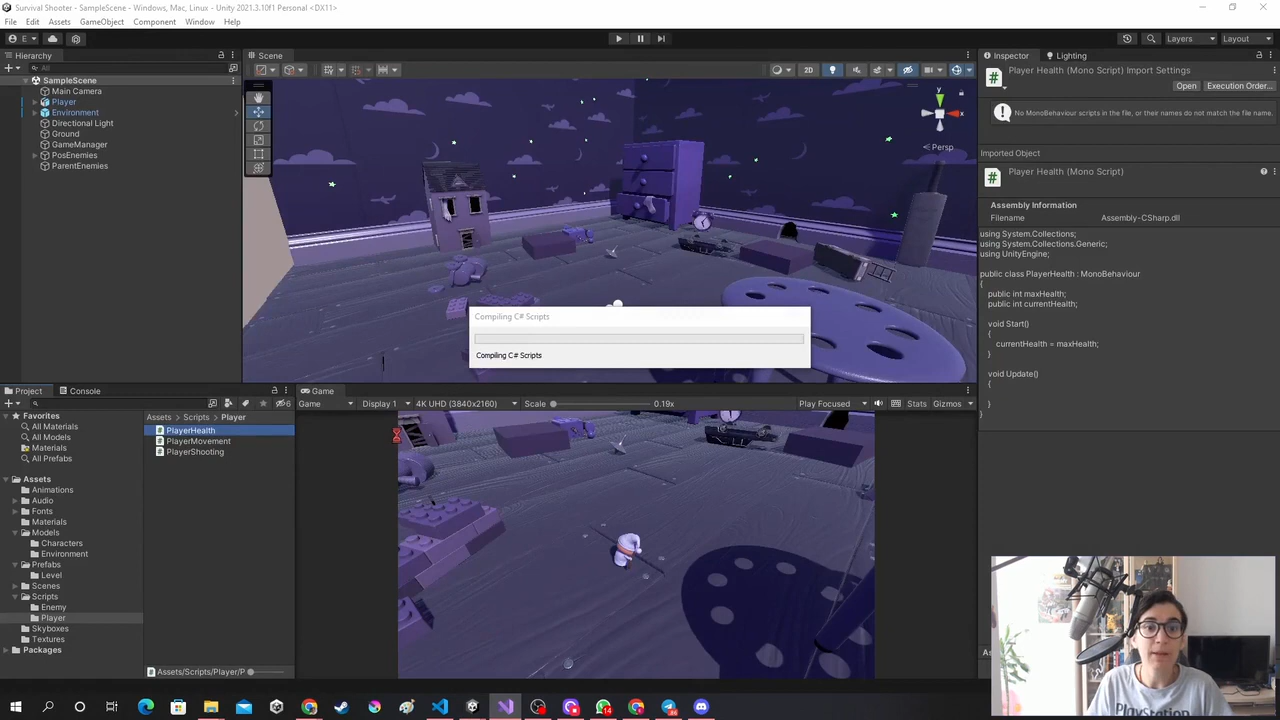 Survival Shooter - SampleScene - Windows, Mac, Linux - Unity 2021.3.10f1 Personal <DX11>
File Edit Assets GameObject Component Window Help
E
Layers
Layout
Hierarchy
All
SampleScene
Main Camera
Player
Environment
Directional Light
Ground
GameManager
PosEnemies
ParentEnemies
Scene
2D
y
x
Persp
Compiling C# Scripts
Compiling C# Scripts
Inspector
Lighting
Player Health (Mono Script) Import Settings
Open
Execution Order...
No MonoBehaviour scripts in the file, or their names do not match the file name.
Imported Object
Player Health (Mono Script)
Assembly Information
Filename Assembly-CSharp.dll
using System.Collections;
using System.Collections.Generic;
using UnityEngine;
public class PlayerHealth : MonoBehaviour
{
public int maxHealth;
public int currentHealth;
void Start()
{
currentHealth = maxHealth;
}
void Update()
{
}
}
Project
Console
6
Favorites
All Materials
All Models
Materials
All Prefabs
Assets
Animations
Audio
Fonts
Materials
Models
Characters
Environment
Prefabs
Level
Scenes
Scripts
Enemy
Player
Skyboxes
Textures
Packages
Assets > Scripts > Player
PlayerHealth
PlayerMovement
PlayerShooting
Assets/Scripts/Player/P
Game
Game
Display 1
4K UHD (3840x2160)
Scale
0.19x
Play Focused
Stats
Gizmos
As
PlayStation